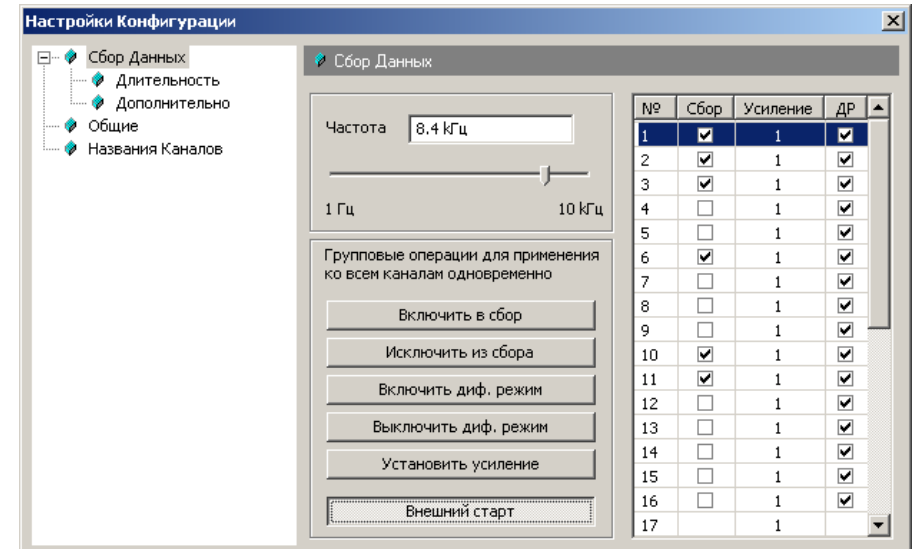 Настройки Конфигурации
Сбор Данных
Длительность
Дополнительно
Общие
Названия Каналов
Сбор Данных
Частота 8.4 kГц
1 Гц 10 kГц
Групповые операции для применения
ко всем каналам одновременно
Включить в сбор
Исключить из сбора
Включить диф. режим
Выключить диф. режим
Установить усиление
Внешний старт
№ Сбор Усиление ДР
1 1
2 1
3 1
4 1
5 1
6 1
7 1
8 1
9 1
10 1
11 1
12 1
13 1
14 1
15 1
16 1
17 1